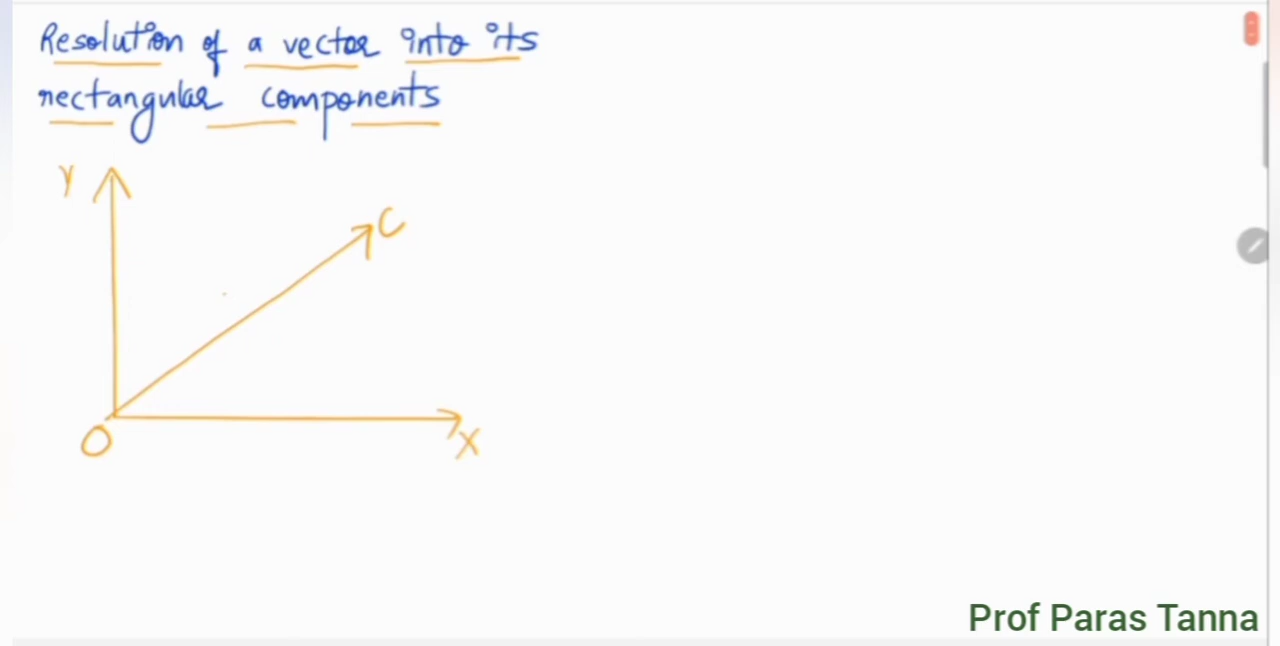 Resolution of a vector into its
rectangular components
Y
C
O
X
Prof Paras Tanna